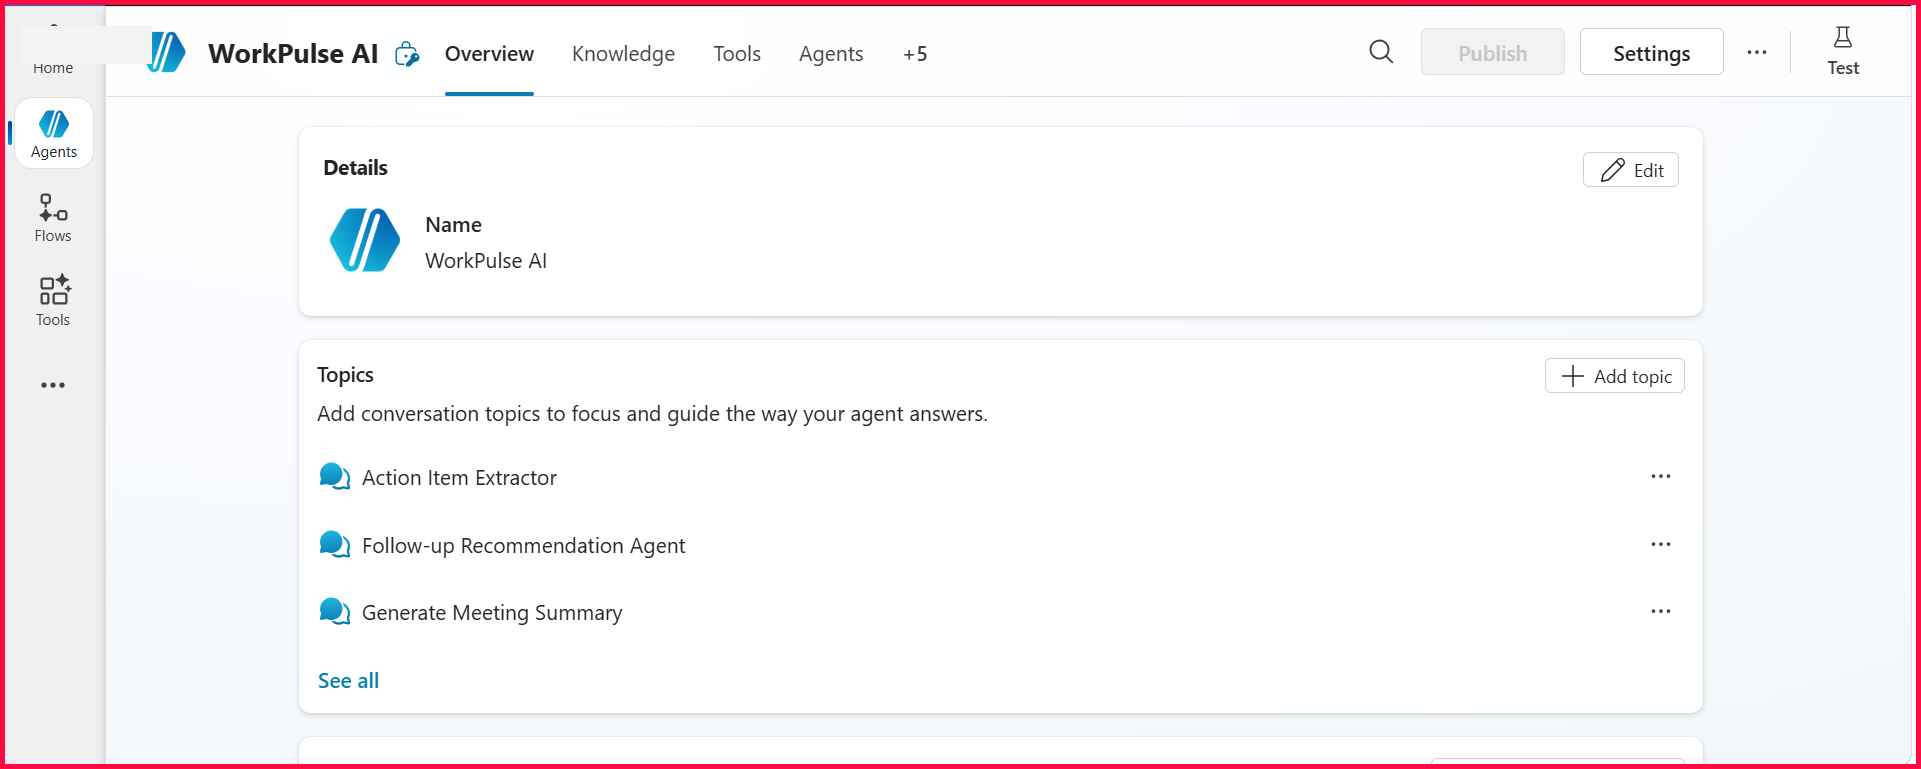 Home
WorkPulse AI
Overview
Knowledge
Tools
Agents
+5
Publish
Settings
Test
Agents
Flows
Tools
Details
Edit
Name
WorkPulse AI
Topics
Add topic
Add conversation topics to focus and guide the way your agent answers.
Action Item Extractor
Follow-up Recommendation Agent
Generate Meeting Summary
See all